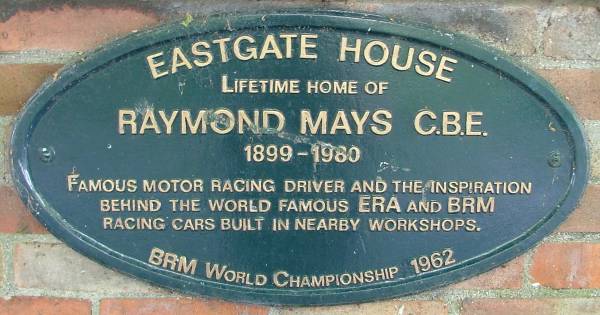 EASTGATE HOUSE
LIFETIME HOME OF
RAYMOND MAYS C.B.E.
1899-1980
FAMOUS MOTOR RACING DRIVER AND THE INSPIRATION
BEHIND THE WORLD FAMOUS ERA AND BRM
RACING CARS BUILT IN NEARBY WORKSHOPS.
BRM WORLD CHAMPIONSHIP 1962